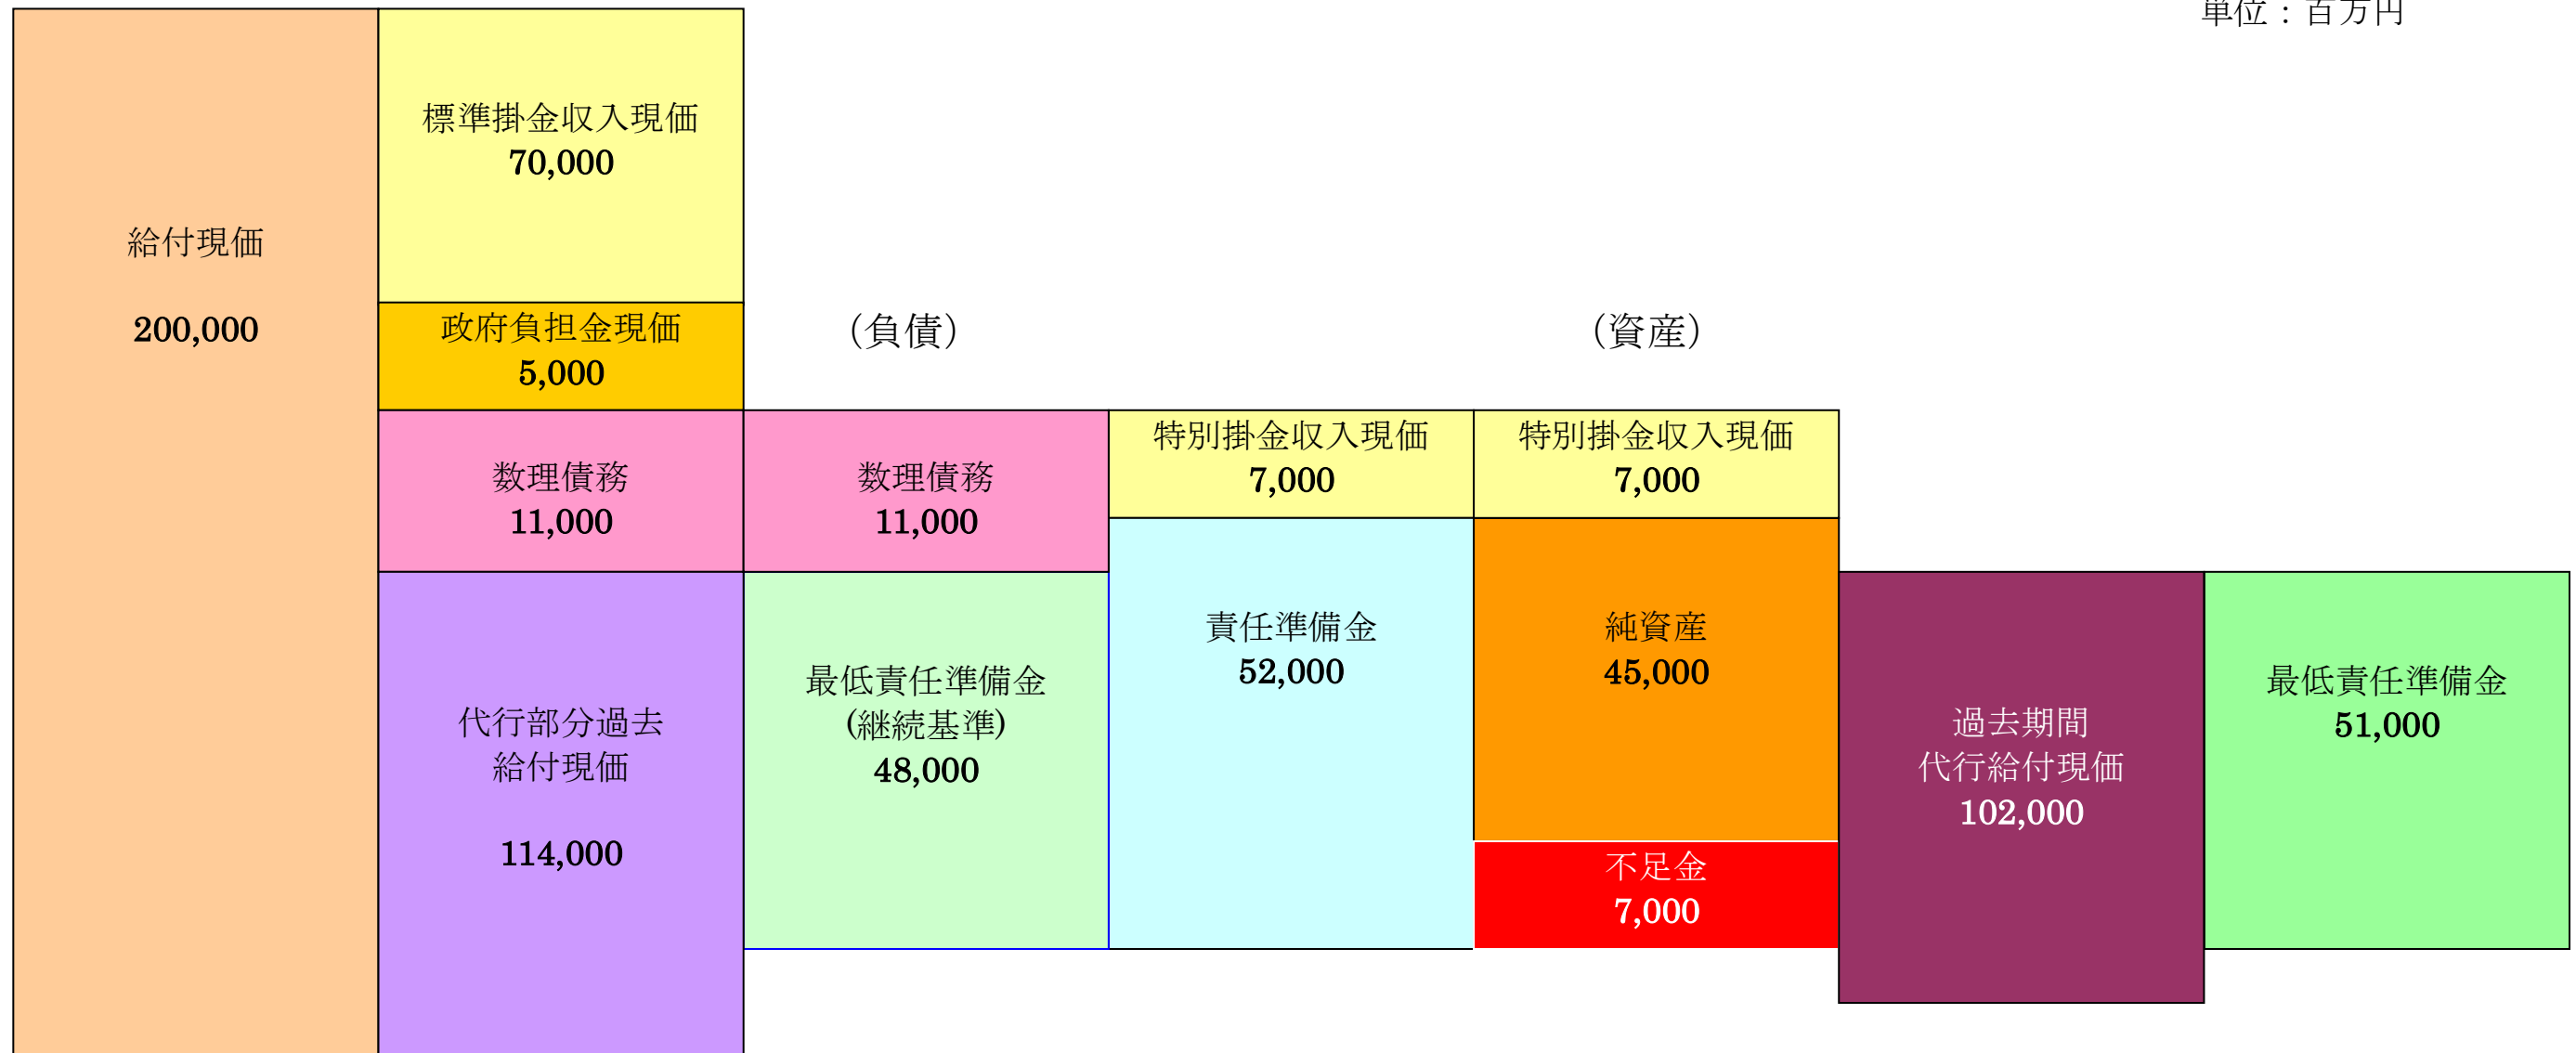 単位：百万円
給付現価
200,000
標準掛金収入現価
70,000
政府負担金現価
5,000
数理債務
11,000
代行部分過去
給付現価
114,000
（負債）
数理債務
11,000
最低責任準備金
(継続基準)
48,000
特別掛金収入現価
7,000
責任準備金
52,000
（資産）
特別掛金収入現価
7,000
純資産
45,000
不足金
7,000
過去期間
代行給付現価
102,000
最低責任準備金
51,000